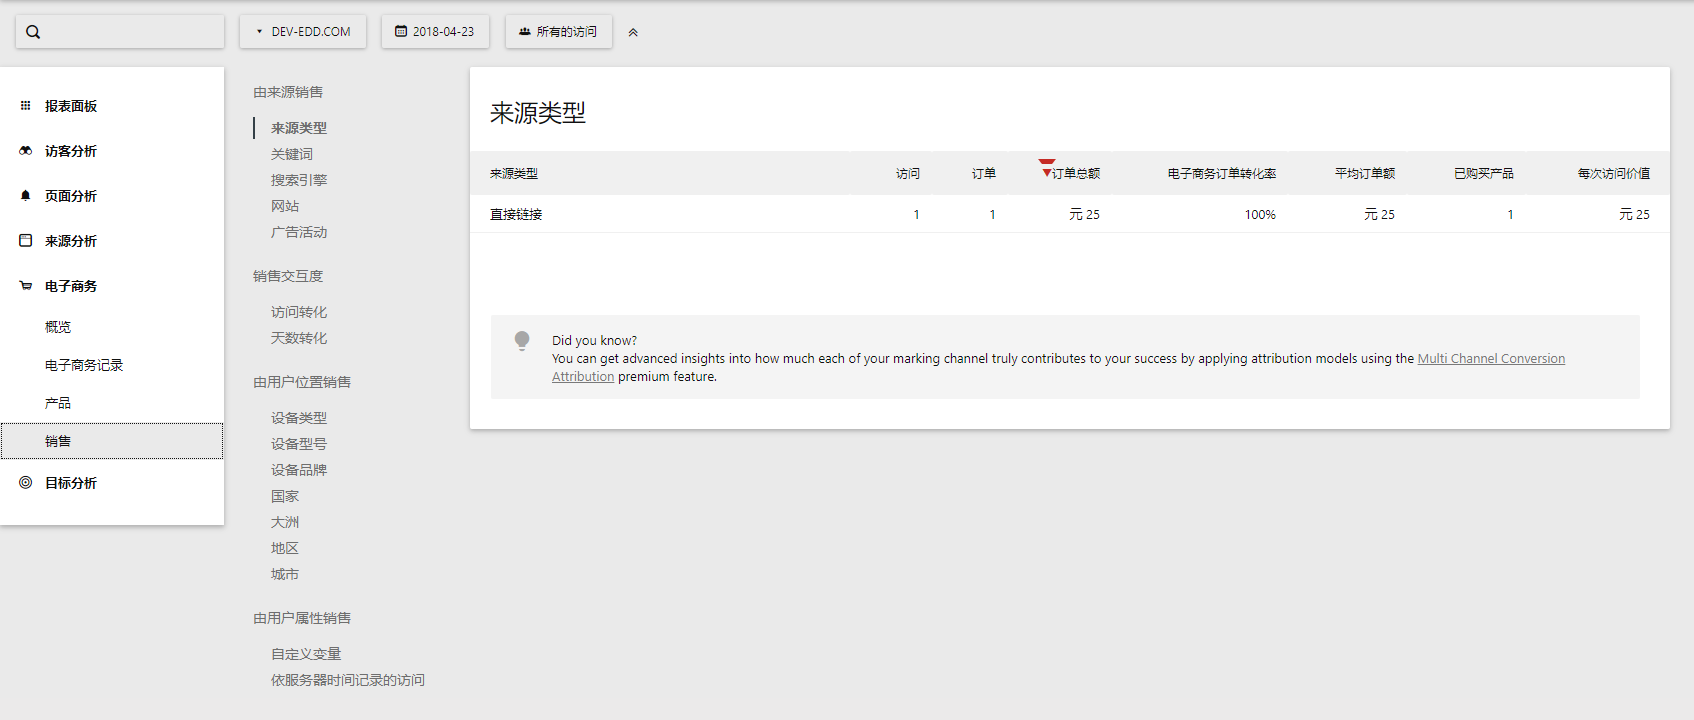 DEV-EDD.COM
2018-04-23
所有的访问
报表面板
访客分析
页面分析
来源分析
电子商务
概览
电子商务记录
产品
销售
目标分析
由来源销售
来源类型
关键词
搜索引擎
网站
广告活动
销售交互度
访问转化
天数转化
由用户位置销售
设备类型
设备型号
设备品牌
国家
大洲
地区
城市
由用户属性销售
自定义变量
依服务器时间记录的访问
来源类型
来源类型 访问 订单 订单总额 电子商务订单转化率 平均订单额 已购买产品 每次访问价值
直接链接 1 1 元 25 100% 元 25 1 元 25
Did you know?
You can get advanced insights into how much each of your marking channel truly contributes to your success by applying attribution models using the Multi Channel Conversion
Attribution premium feature.